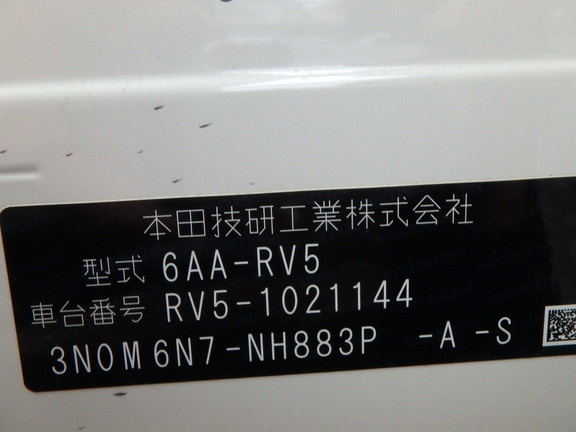 本田技研工業株式会社
型式 6AA-RV5
車台番号 RV5-1021144
3N0M6N7-NH883P -A -S